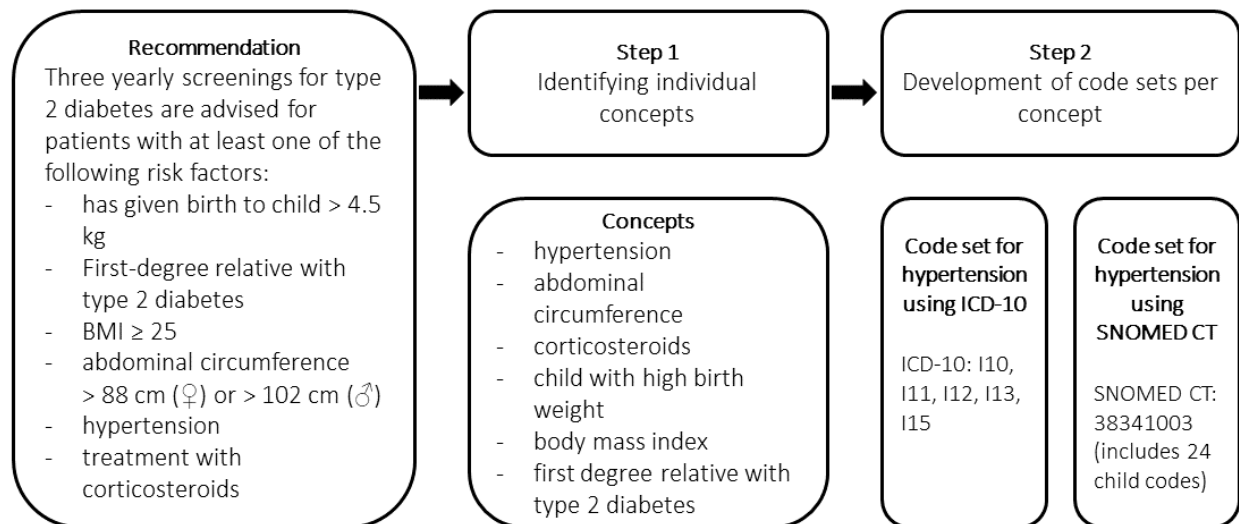 Recommendation
Three yearly screenings for type
2 diabetes are advised for
patients with at least one of the
following risk factors:
- has given birth to child > 4.5
kg
- First-degree relative with
type 2 diabetes
- BMI ≥ 25
- abdominal circumference
> 88 cm (♀) or > 102 cm (♂)
- hypertension
- treatment with
corticosteroids
Step 1
Identifying individual
concepts
Step 2
Development of code sets per
concept
Concepts
- hypertension
- abdominal
circumference
- corticosteroids
- child with high birth
weight
- body mass index
- first degree relative with
type 2 diabetes
Code set for
hypertension
using ICD-10
ICD-10: I10,
I11, I12, I13,
I15
Code set for
hypertension
using
SNOMED CT
SNOMED CT:
38341003
(includes 24
child codes)